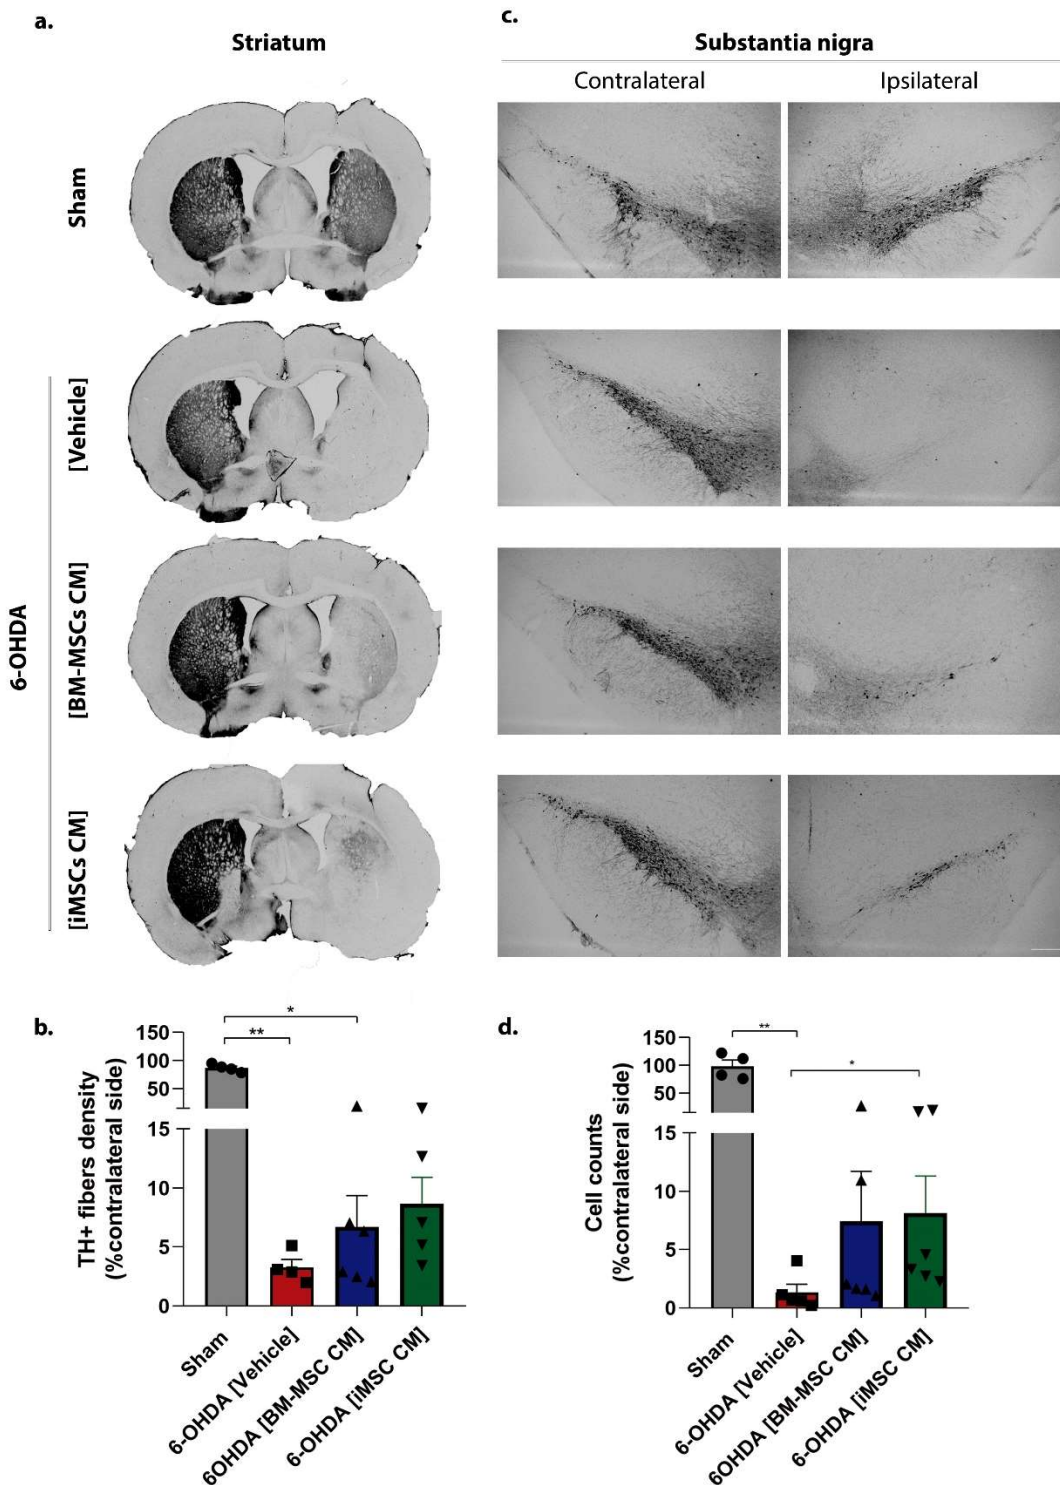 a.
Striatum
Sham
[Vehicle]
[BM-MSCs CM]
[iMSCs CM]
6-OHDA
c.
Substantia nigra
Contralateral
Ipsilateral
b.
TH+ fibers density
(%contralateral side)
150
100
50
15
10
5
0
*
**
Sham
6-OHDA [Vehicle]
6OHDA [BM-MSC CM]
6-OHDA [iMSC CM]
d.
Cell counts
(%contralateral side)
150
100
50
15
10
5
0
**
*
Sham
6-OHDA [Vehicle]
6OHDA [BM-MSC CM]
6-OHDA [iMSC CM]